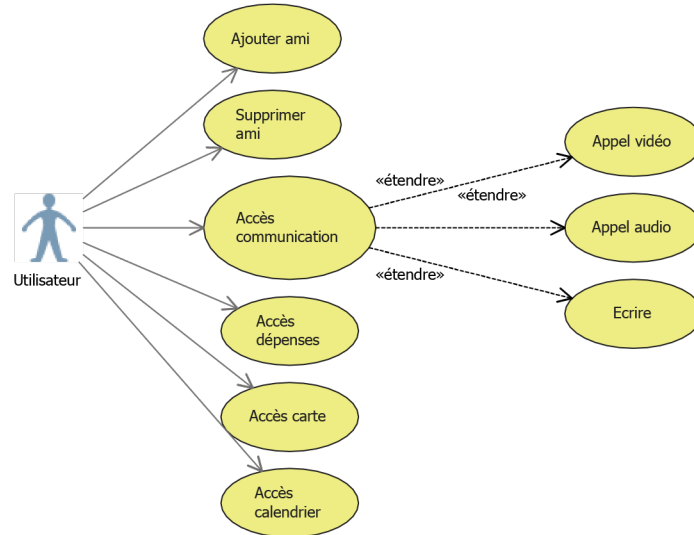 Ajouter ami
Supprimer
ami
Appel vidéo
«étendre»
«étendre»
Accès
communication
Appel audio
Utilisateur
«étendre»
Ecrire
Accès
dépenses
Accès carte
Accès
calendrier